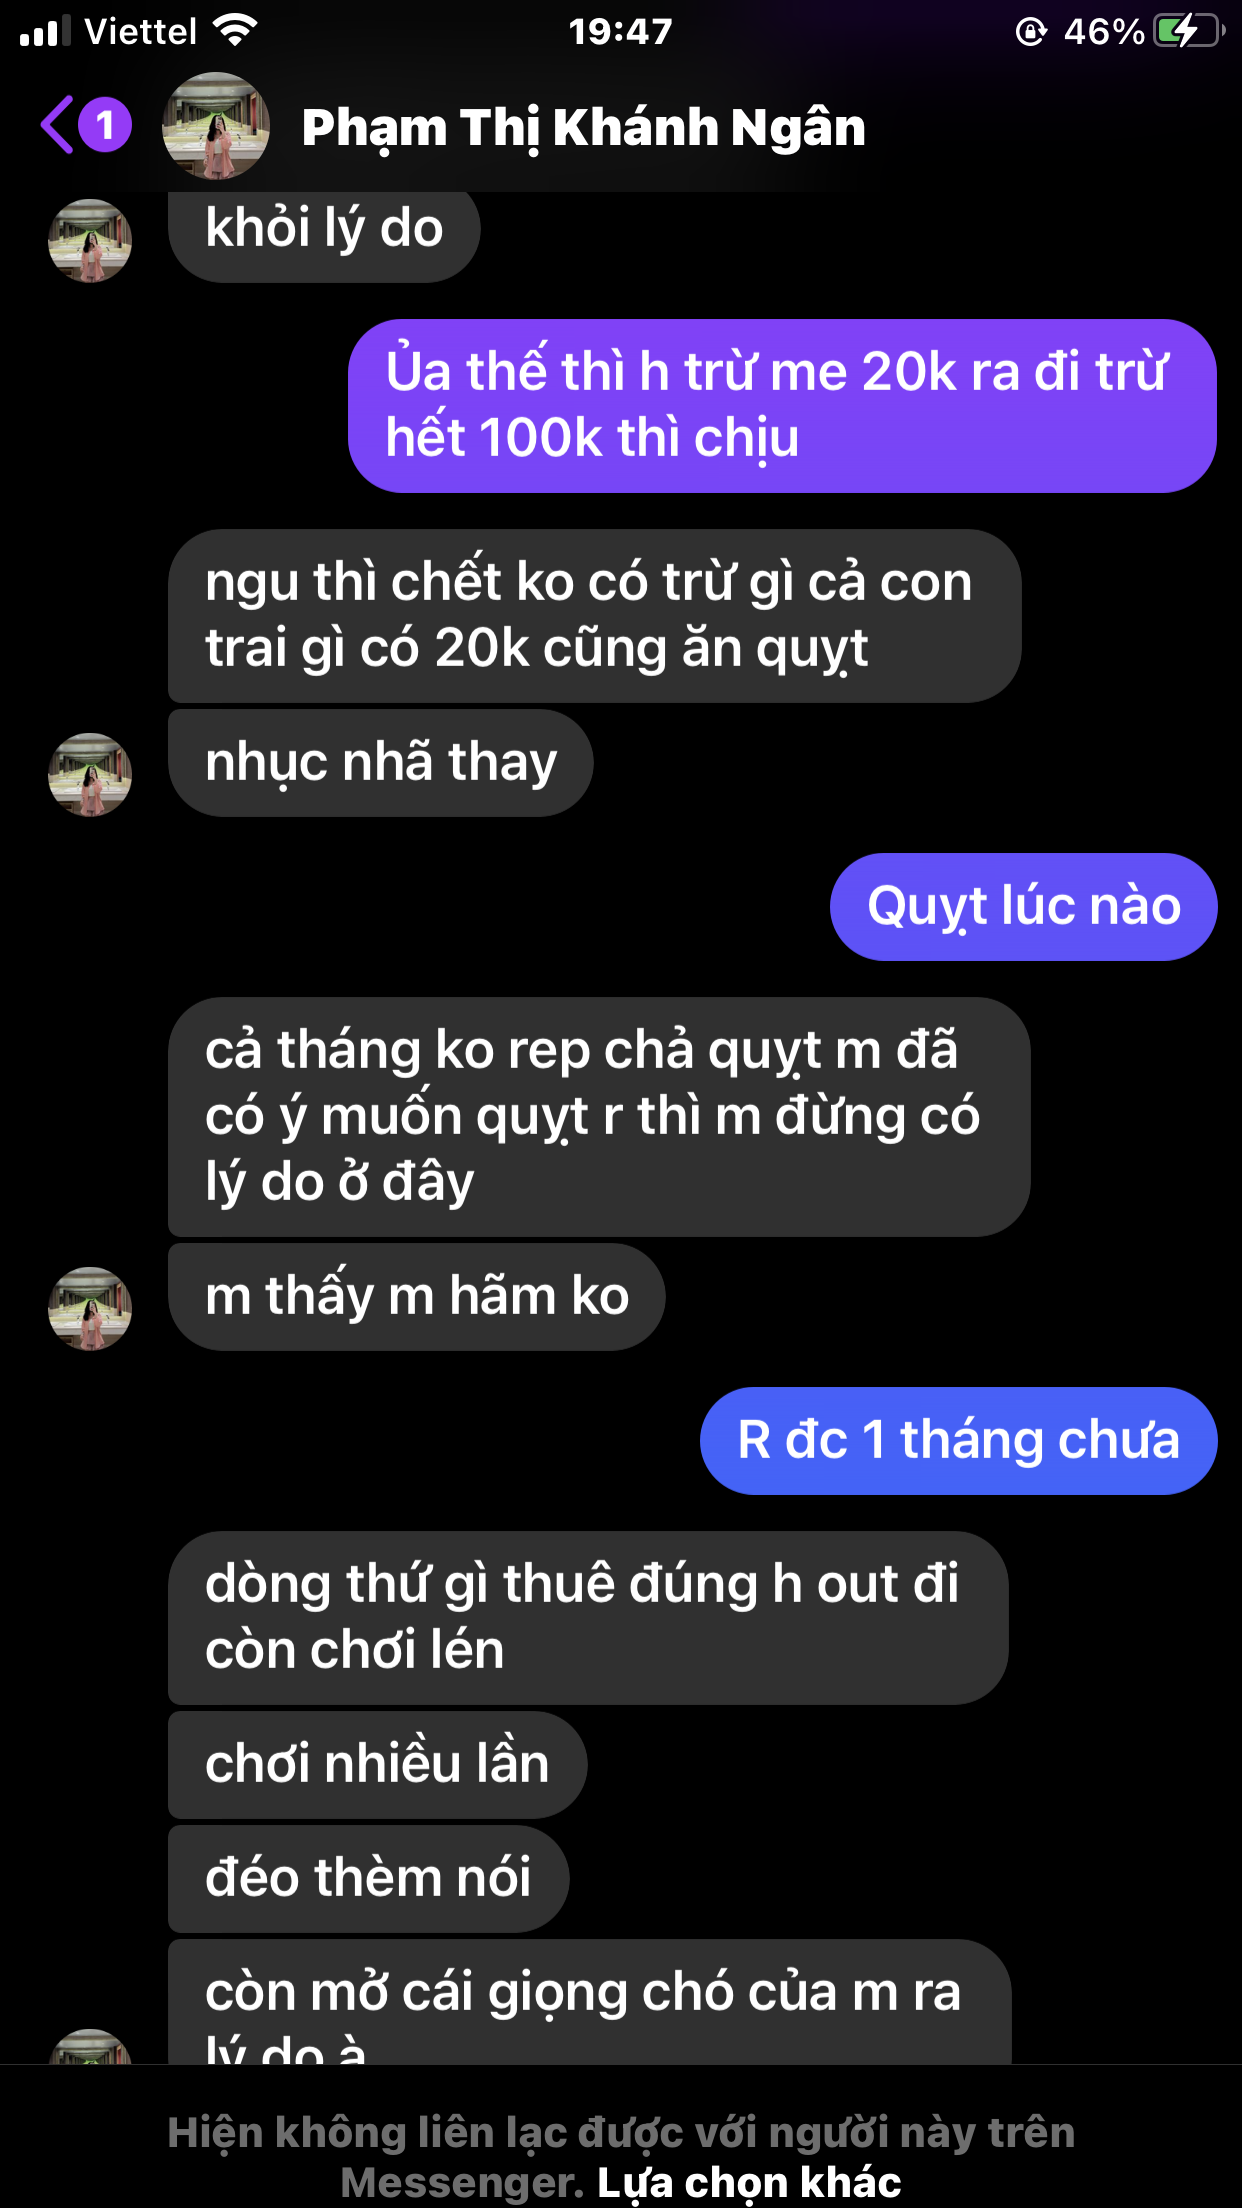 Viettel 19:47 46%
1 Phạm Thị Khánh Ngân
khỏi lý do
Ủa thế thì h trừ me 20k ra đi trừ
hết 100k thì chịu
ngu thì chết ko có trừ gì cả con
trai gì có 20k cũng ăn quỵt
nhục nhã thay
Quỵt lúc nào
cả tháng ko rep chả quỵt m đã
có ý muốn quỵt r thì m đừng có
lý do ở đây
m thấy m hãm ko
R đc 1 tháng chưa
dòng thứ gì thuê đúng h out đi
còn chơi lén
chơi nhiều lần
đéo thèm nói
còn mở cái giọng chó của m ra
lý do à
Hiện không liên lạc được với người này trên
Messenger. Lựa chọn khác